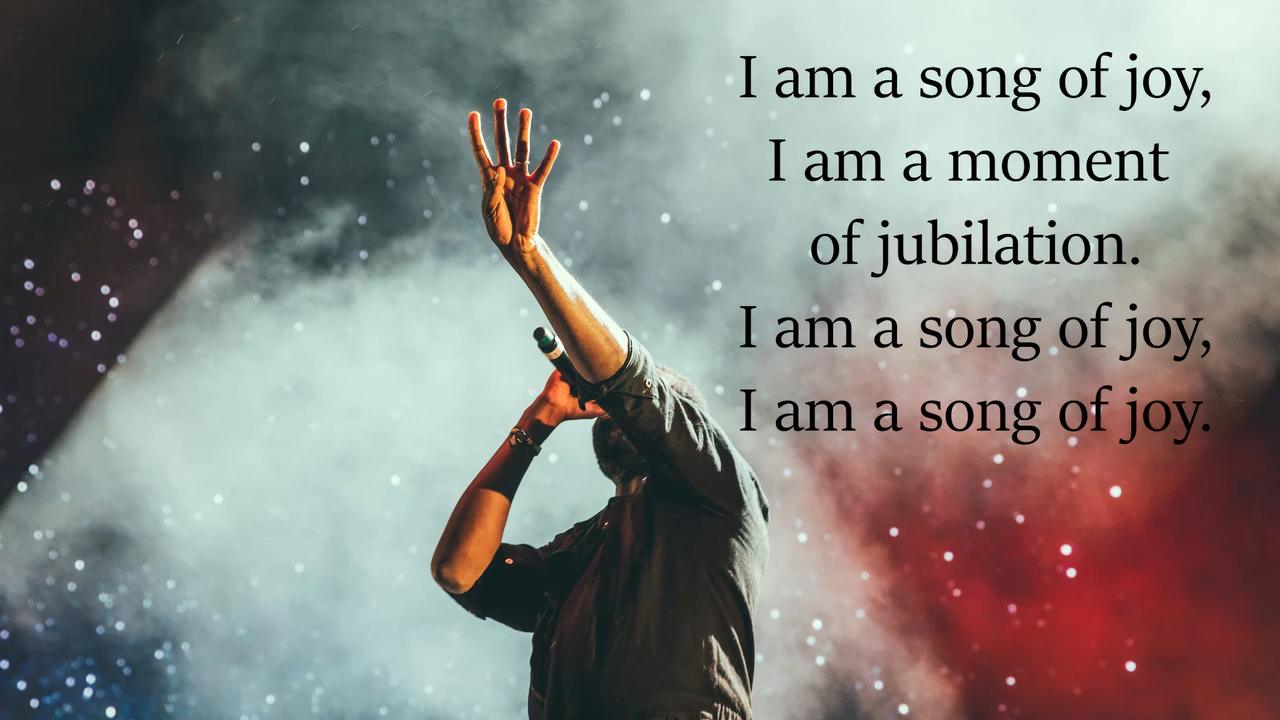 I am a song of joy,
I am a moment
of jubilation.
I am a song of joy,
I am a song of joy.